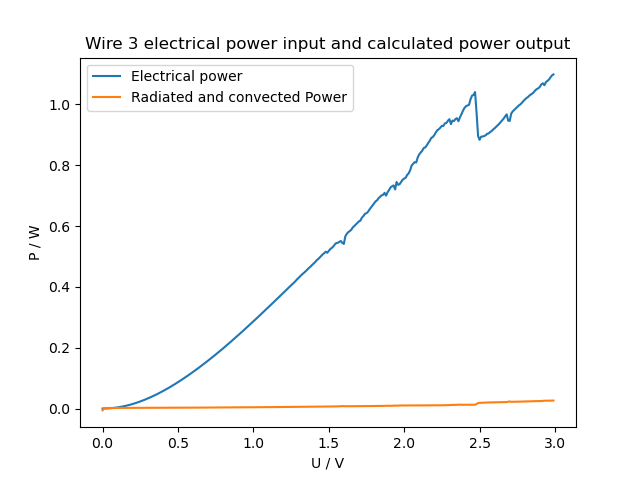 Wire 3 electrical power input and calculated power output
Electrical power
Radiated and convected Power
1.0
0.8
0.6
0.4
0.2
0.0
P / W
0.0 0.5 1.0 1.5 2.0 2.5 3.0
U / V